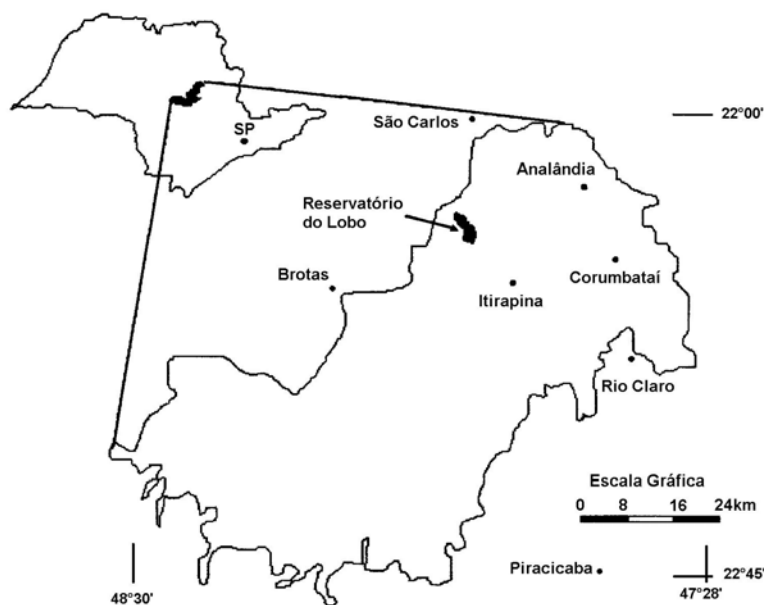 SP
São Carlos
22°00'
Analândia
Reservatório
do Lobo
Brotas
Corumbataí
Itirapina
Rio Claro
Escala Gráfica
0 8 16 24km
Piracicaba
22°45'
48°30'
47°28'